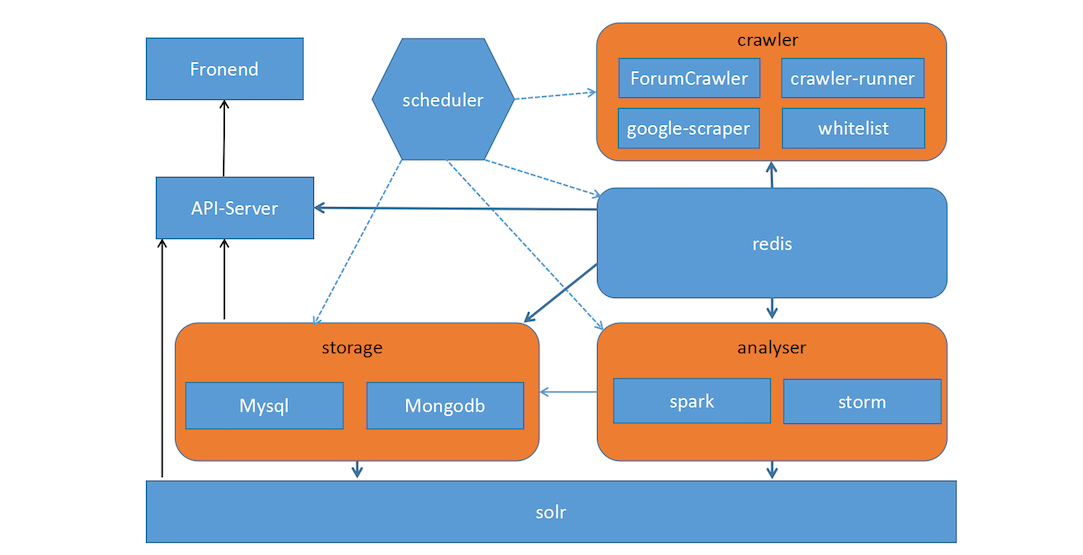 Fronend
scheduler
crawler
ForumCrawler
crawler-runner
google-scraper
whitelist
API-Server
redis
storage
Mysql
Mongodb
analyser
spark
storm
solr